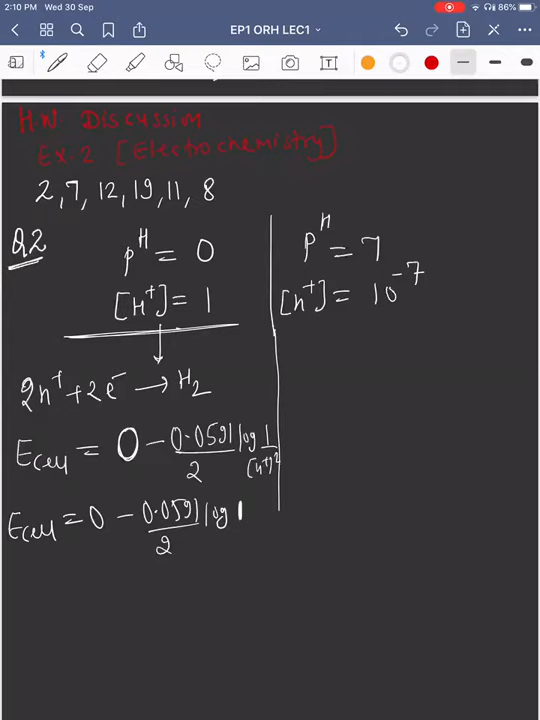 2:10 PM Wed 30 Sep
86%
EP1 ORH LEC1
H.W. Discussim
Ex-2 [Electrochemistry]
2,7,12,19,11,8
Q2
pH = 0
[H+] = 1
2h+ + 2e- → H2
Ecell = 0 - 0.0591/2 log 1/[h+]2
Ecell = 0 - 0.0591/2 log 1
pH = 7
[h+] = 10-7